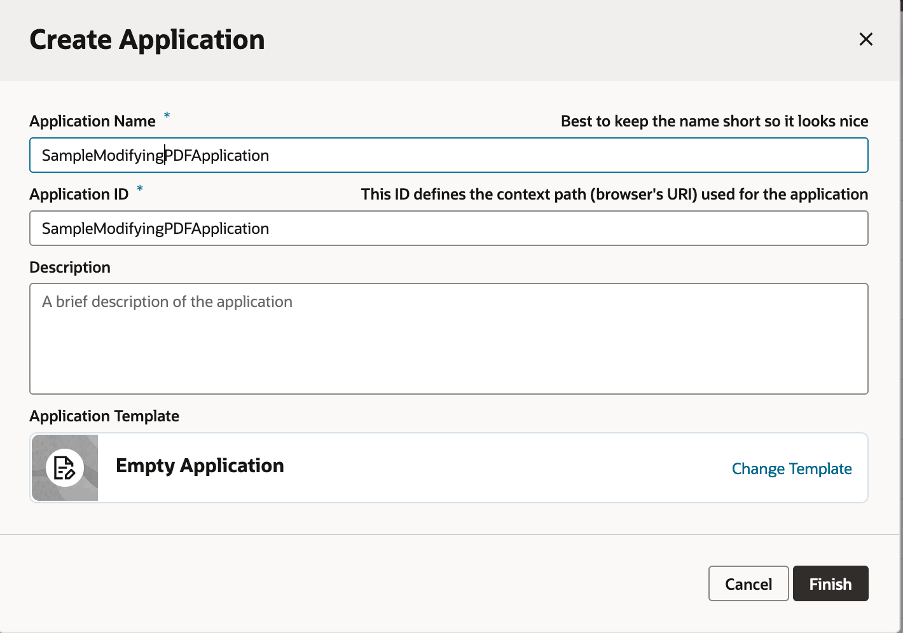 Create Application
Application Name * Best to keep the name short so it looks nice
SampleModifyingPDFApplication
Application ID * This ID defines the context path (browser's URI) used for the application
SampleModifyingPDFApplication
Description
A brief description of the application
Application Template
Empty Application Change Template
Cancel Finish